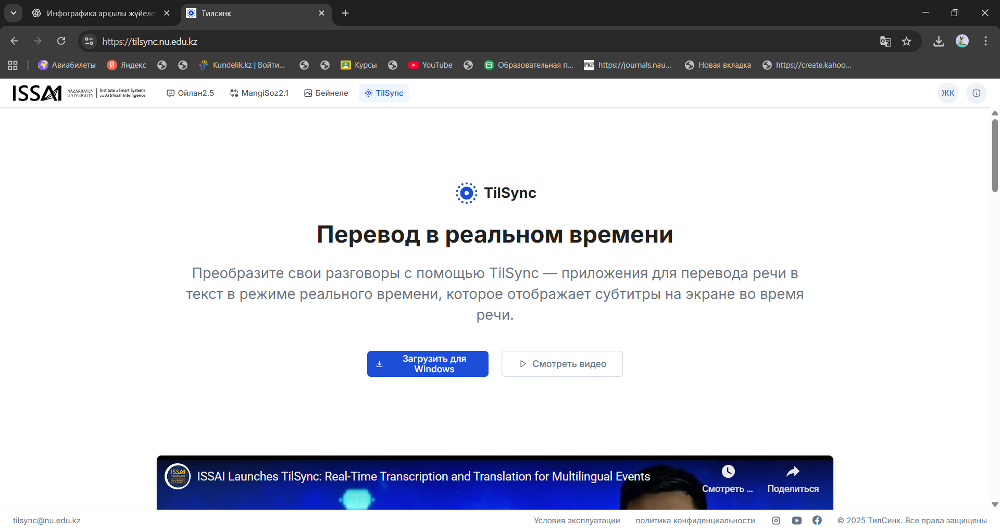 Инфографика арқылы жүйеле
Тилсинк
https://tilsync.nu.edu.kz
Авиабилеты
Яндекс
Kundelik.kz | Войти...
Курсы
YouTube
Образовательная п...
PKP
https://journals.nau...
Новая вкладка
https://create.kahoo...
ISSAI
NAZARBAYEV UNIVERSITY
Institute of Smart Systems and Artificial Intelligence
Ойлан2.5
MangiSoz2.1
Бейнеле
TilSync
ЖК
TilSync
Перевод в реальном времени
Преобразите свои разговоры с помощью TilSync — приложения для перевода речи в
текст в режиме реального времени, которое отображает субтитры на экране во время
речи.
Загрузить для
Windows
Смотреть видео
ISSAI
ISSAI Launches TilSync: Real-Time Transcription and Translation for Multilingual Events
Смотреть ...
Поделиться
tilsync@nu.edu.kz
Условия эксплуатации
политика конфиденциальности
© 2025 ТилСинк. Все права защищены